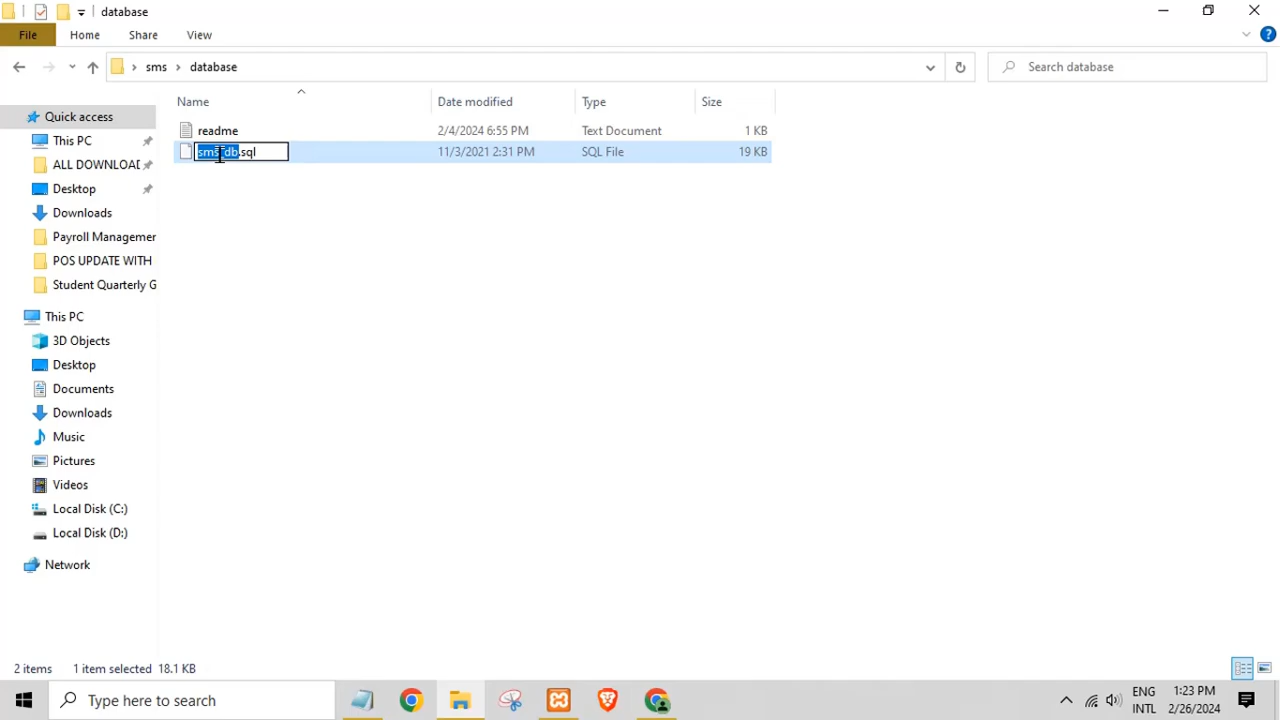 database
File Home Share View
sms database Search database
Name Date modified Type Size
readme 2/4/2024 6:55 PM Text Document 1 KB
sms_db.sql 11/3/2021 2:31 PM SQL File 19 KB
Quick access
This PC
ALL DOWNLOAD
Desktop
Downloads
Payroll Managemer
POS UPDATE WITH
Student Quarterly G
This PC
3D Objects
Desktop
Documents
Downloads
Music
Pictures
Videos
Local Disk (C:)
Local Disk (D:)
Network
2 items 1 item selected 18.1 KB
Type here to search
ENG
INTL
1:23 PM
2/26/2024